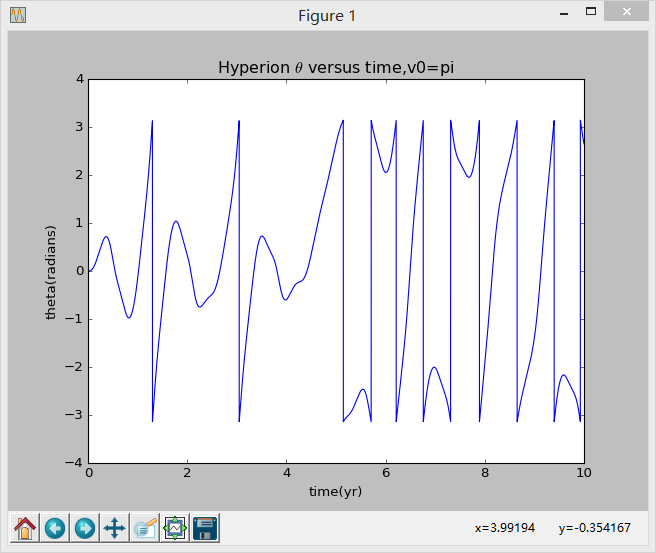 Figure 1
Hyperion θ versus time,v0=pi
4
3
2
1
0
−1
−2
−3
−4
theta(radians)
0 2 4 6 8 10
time(yr)
x=3.99194 y=-0.354167